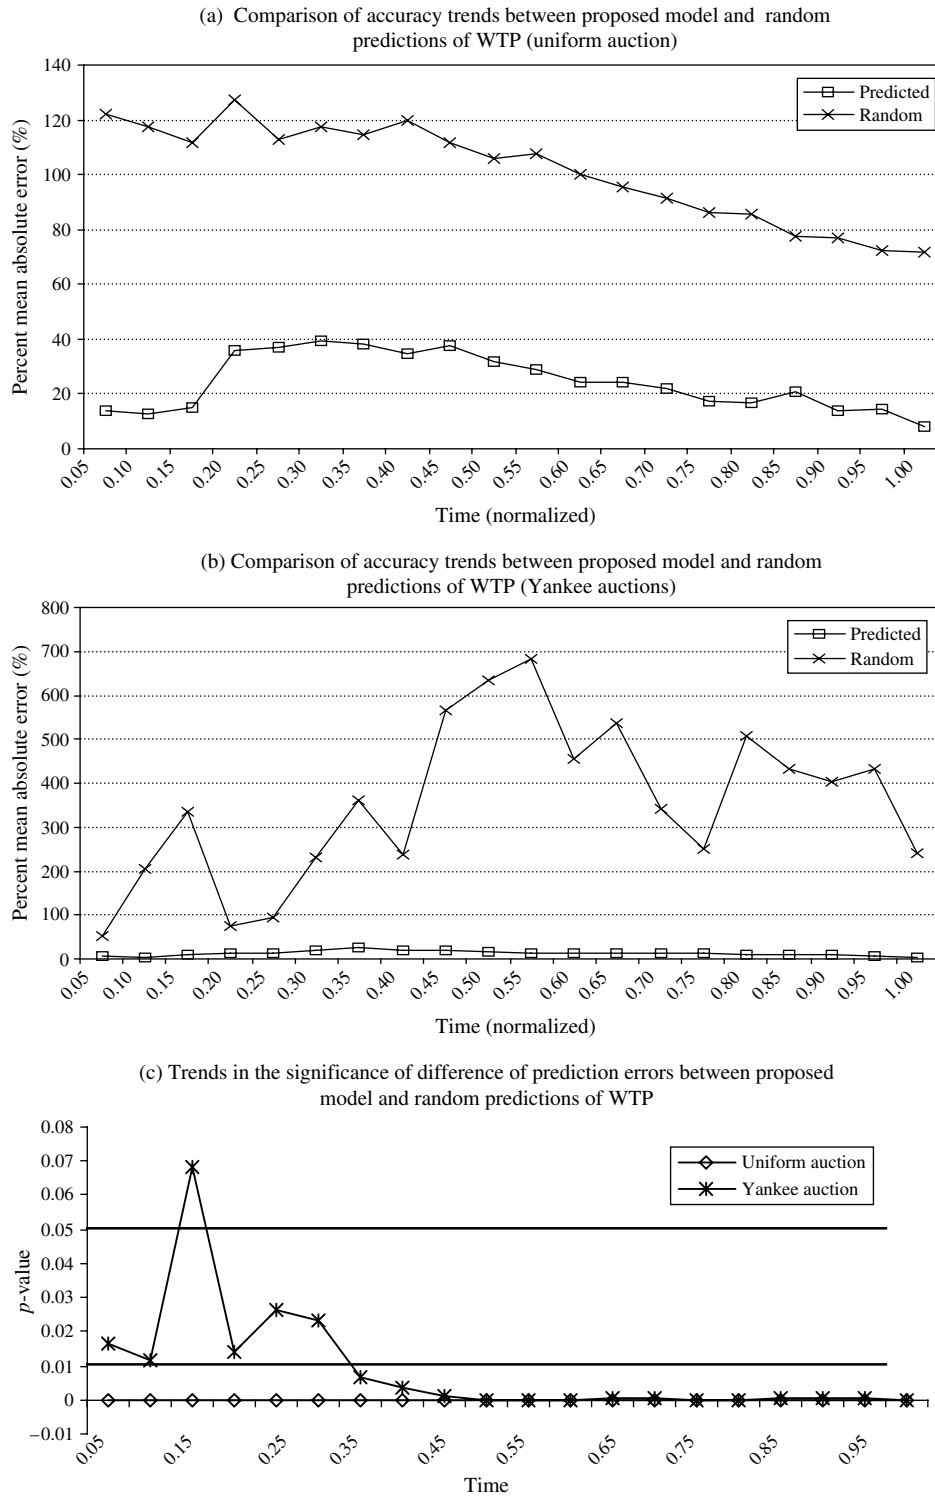 (a) Comparison of accuracy trends between proposed model and random
predictions of WTP (uniform auction)
140
120
100
80
60
40
20
0
Percent mean absolute error (%)
Predicted
Random
0.05 0.10 0.15 0.20 0.25 0.30 0.35 0.40 0.45 0.50 0.55 0.60 0.65 0.70 0.75 0.80 0.85 0.90 0.95 1.00
Time (normalized)
(b) Comparison of accuracy trends between proposed model and random
predictions of WTP (Yankee auctions)
800
700
600
500
400
300
200
100
0
Percent mean absolute error (%)
Predicted
Random
0.05 0.10 0.15 0.20 0.25 0.30 0.35 0.40 0.45 0.50 0.55 0.60 0.65 0.70 0.75 0.80 0.85 0.90 0.95 1.00
Time (normalized)
(c) Trends in the significance of difference of prediction errors between proposed
model and random predictions of WTP
0.08
0.07
0.06
0.05
0.04
0.03
0.02
0.01
0
−0.01
p-value
Uniform auction
Yankee auction
0.05 0.15 0.25 0.35 0.45 0.55 0.65 0.75 0.85 0.95
Time